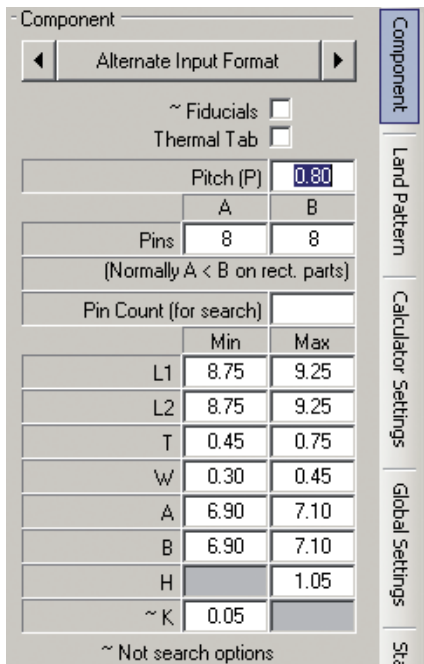 Component
Alternate Input Format
~ Fiducials
Thermal Tab
Pitch (P) 0.80
A B
Pins 8 8
(Normally A < B on rect. parts)
Pin Count (for search)
Min Max
L1 8.75 9.25
L2 8.75 9.25
T 0.45 0.75
W 0.30 0.45
A 6.90 7.10
B 6.90 7.10
H 1.05
~ K 0.05
~ Not search options
Component
Land Pattern
Calculator Settings
Global Settings